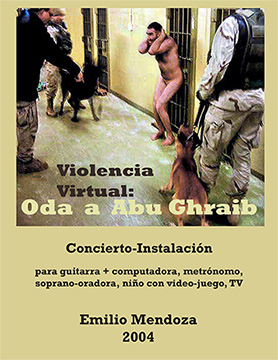 Violencia
Virtual:
Oda a Abu Ghraib
Concierto-Instalación
para guitarra + computadora, metrónomo,
soprano-oradora, niño con video-juego, TV
Emilio Mendoza
2004